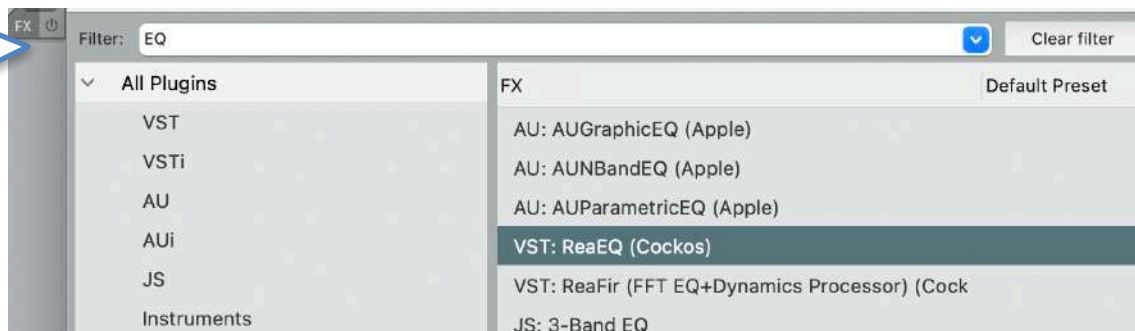 FX
Filter: EQ Clear filter
All Plugins
VST
VSTi
AU
AUi
JS
Instruments
FX Default Preset
AU: AUGraphicEQ (Apple)
AU: AUNBandEQ (Apple)
AU: AUParametricEQ (Apple)
VST: ReaEQ (Cockos)
VST: ReaFir (FFT EQ+Dynamics Processor) (Cock
JS: 3-Band EQ